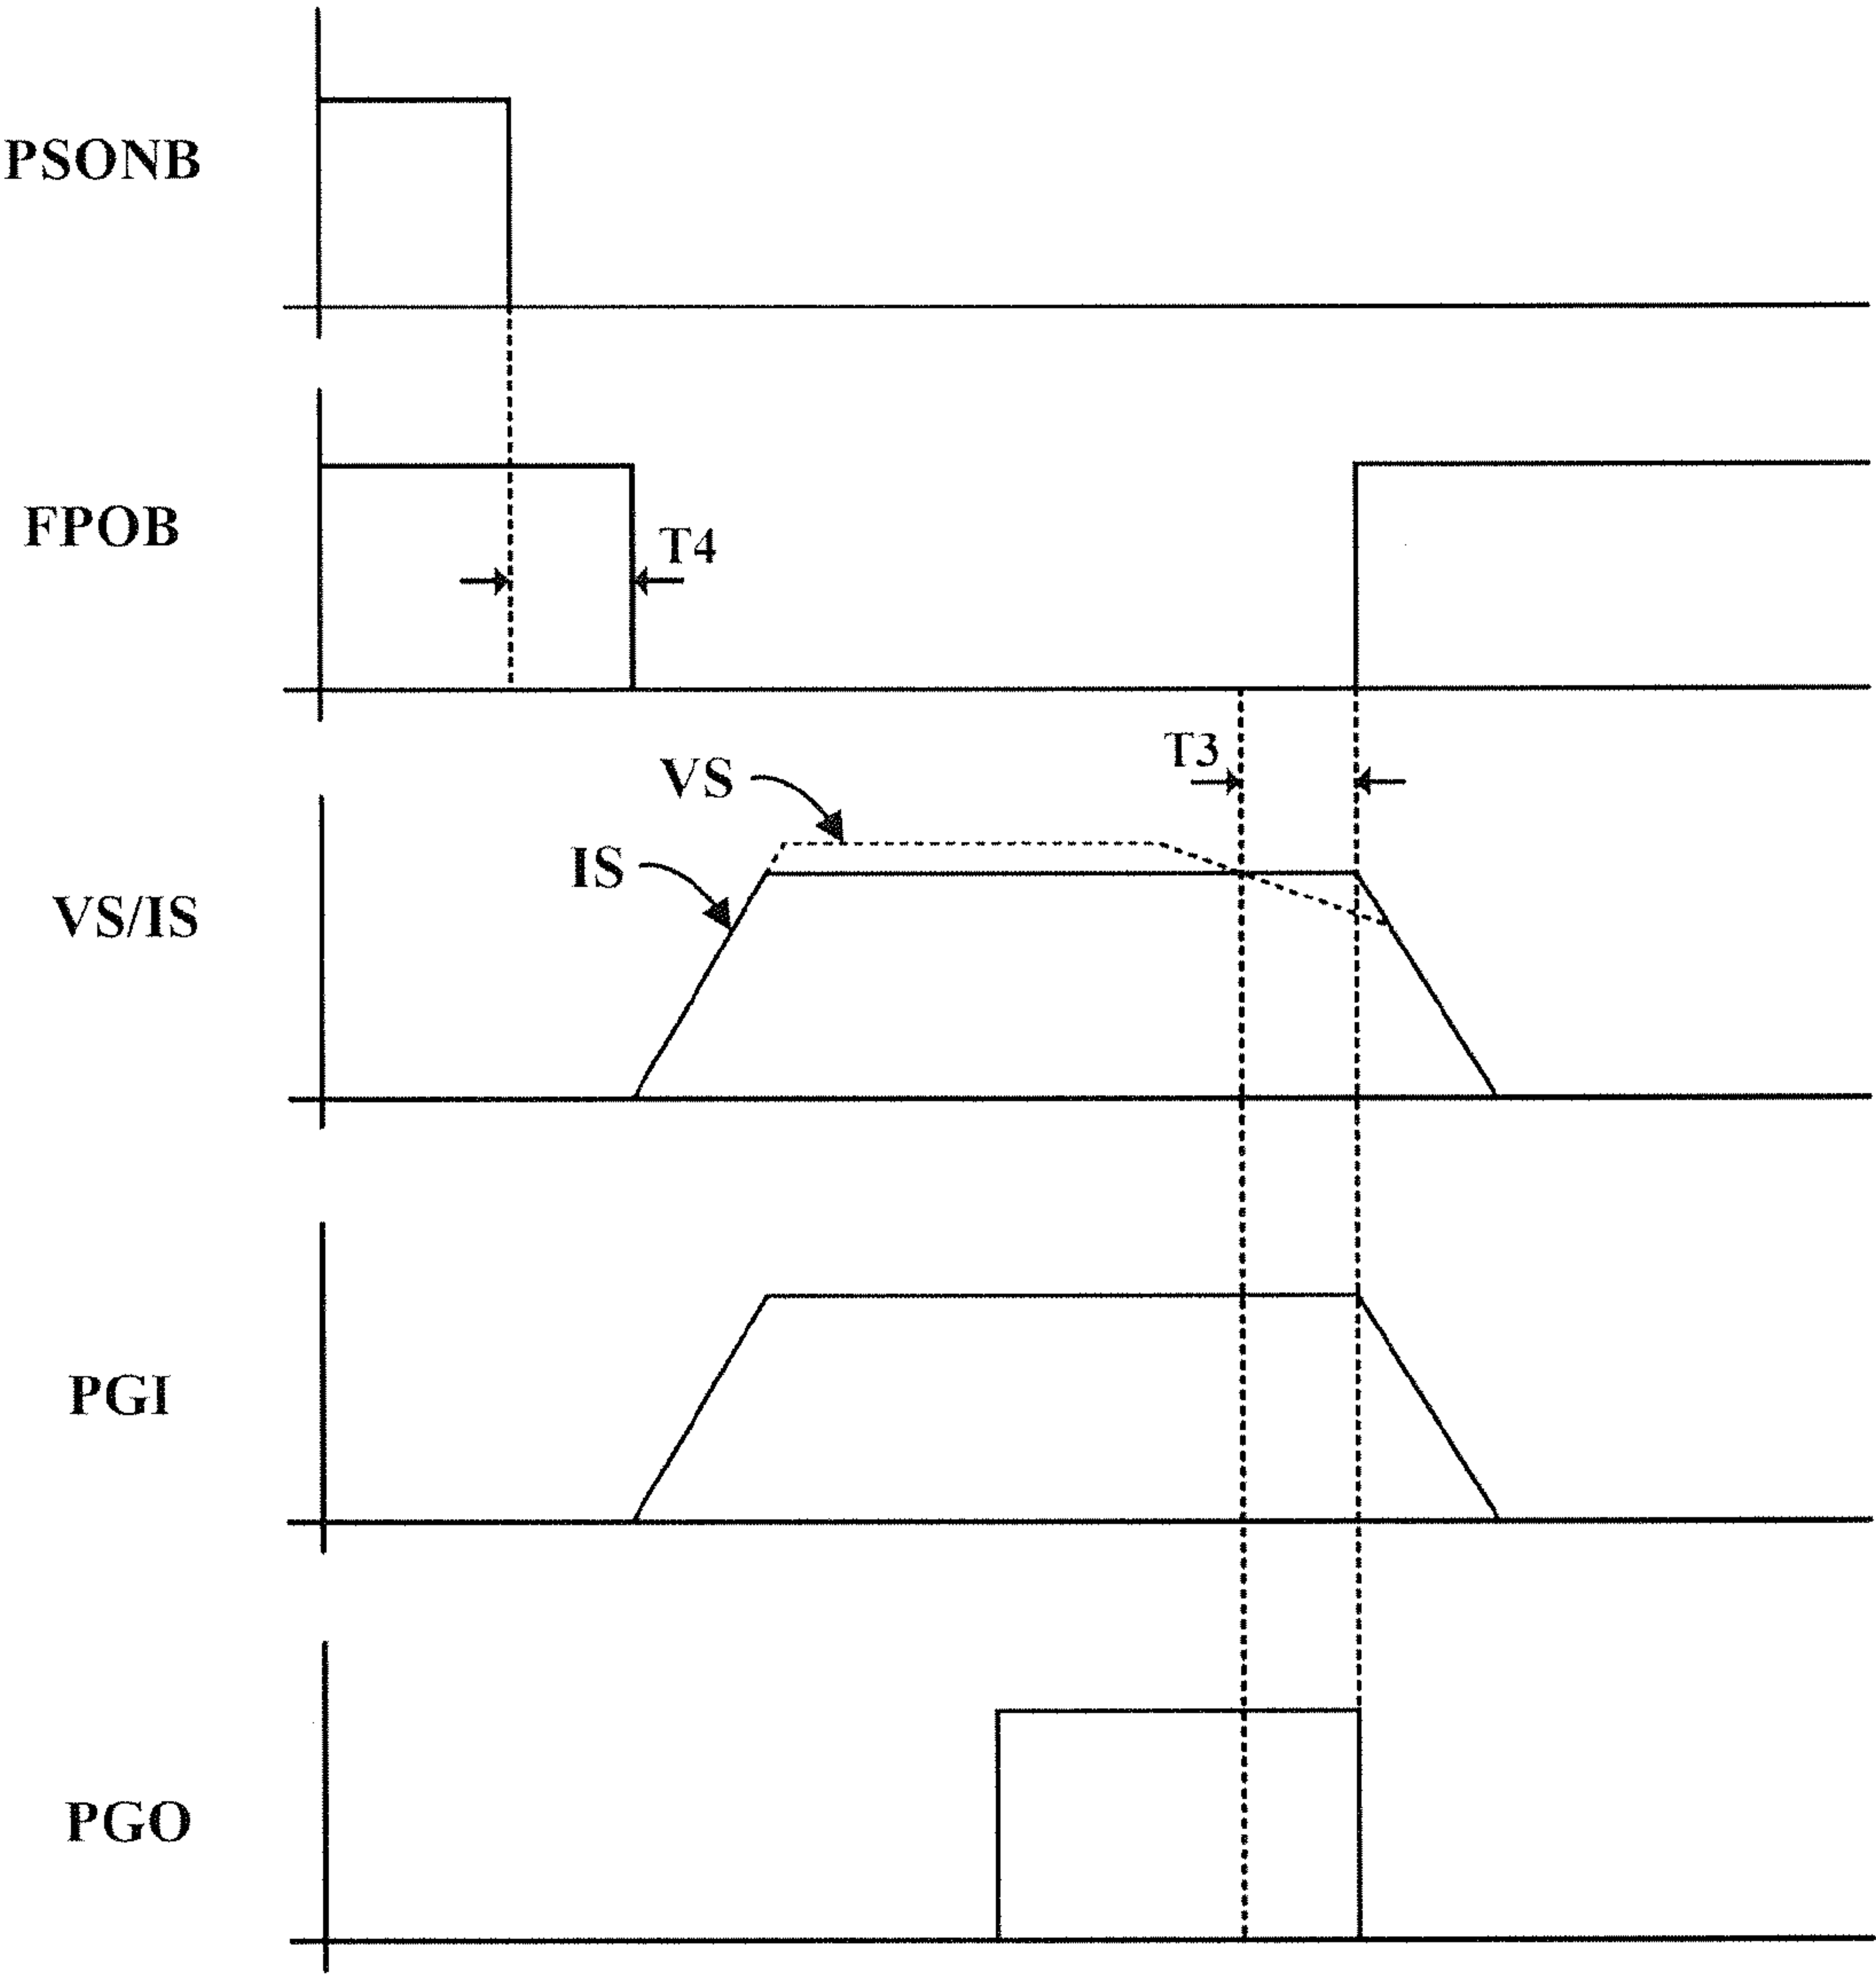 PSONB
FPOB
T4
T3
VS
IS
VS/IS
PGI
PGO